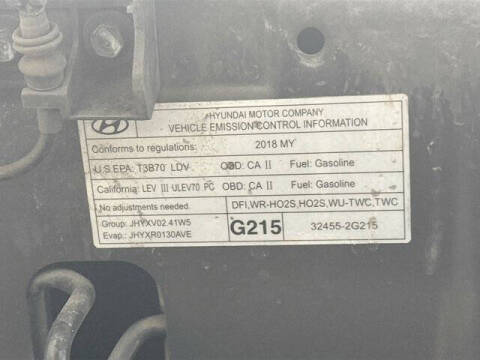 HYUNDAI MOTOR COMPANY
VEHICLE EMISSION CONTROL INFORMATION
Conforms to regulations: 2018 MY
U.S EPA: T3B70 LDV OBD: CA II Fuel: Gasoline
California: LEV III ULEV70 PC OBD: CA II Fuel: Gasoline
No adjustments needed. DFI,WR-HO2S,HO2S,WU-TWC,TWC
Group: JHYXV02.41W5
Evap.: JHYXR0130AVE
G215 32455-2G215